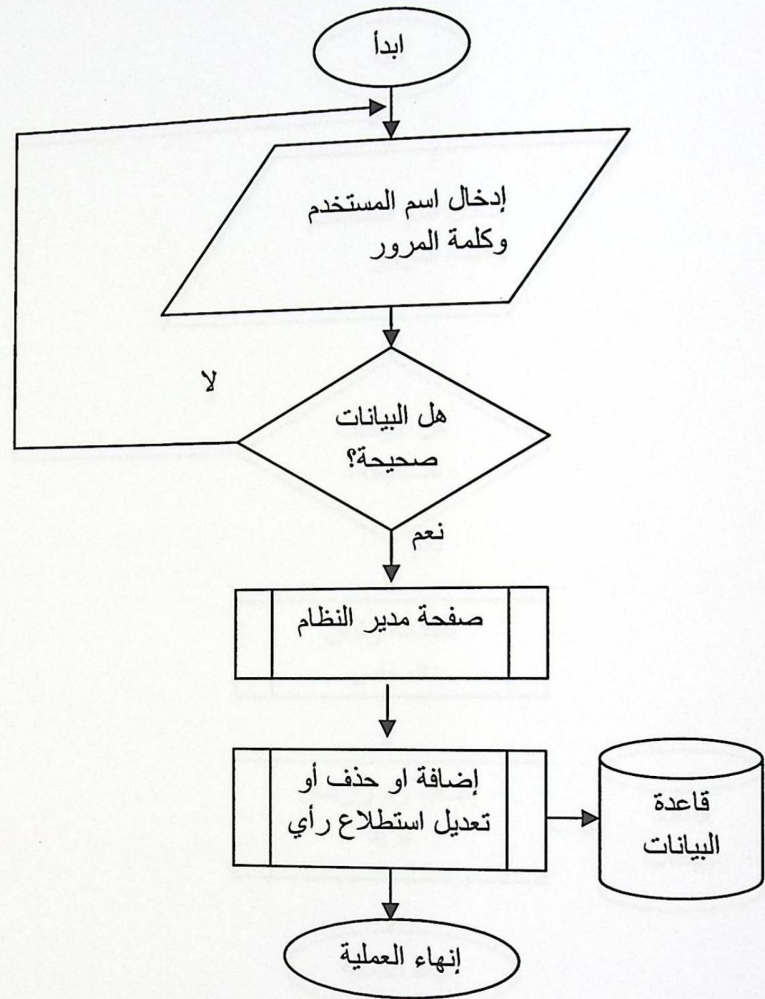 ابدأ
إدخال اسم المستخدم
وكلمة المرور
لا
هل البيانات
صحيحة؟
نعم
صفحة مدير النظام
إضافة او حذف أو
تعديل استطلاع رأي
قاعدة
البيانات
إنهاء العملية